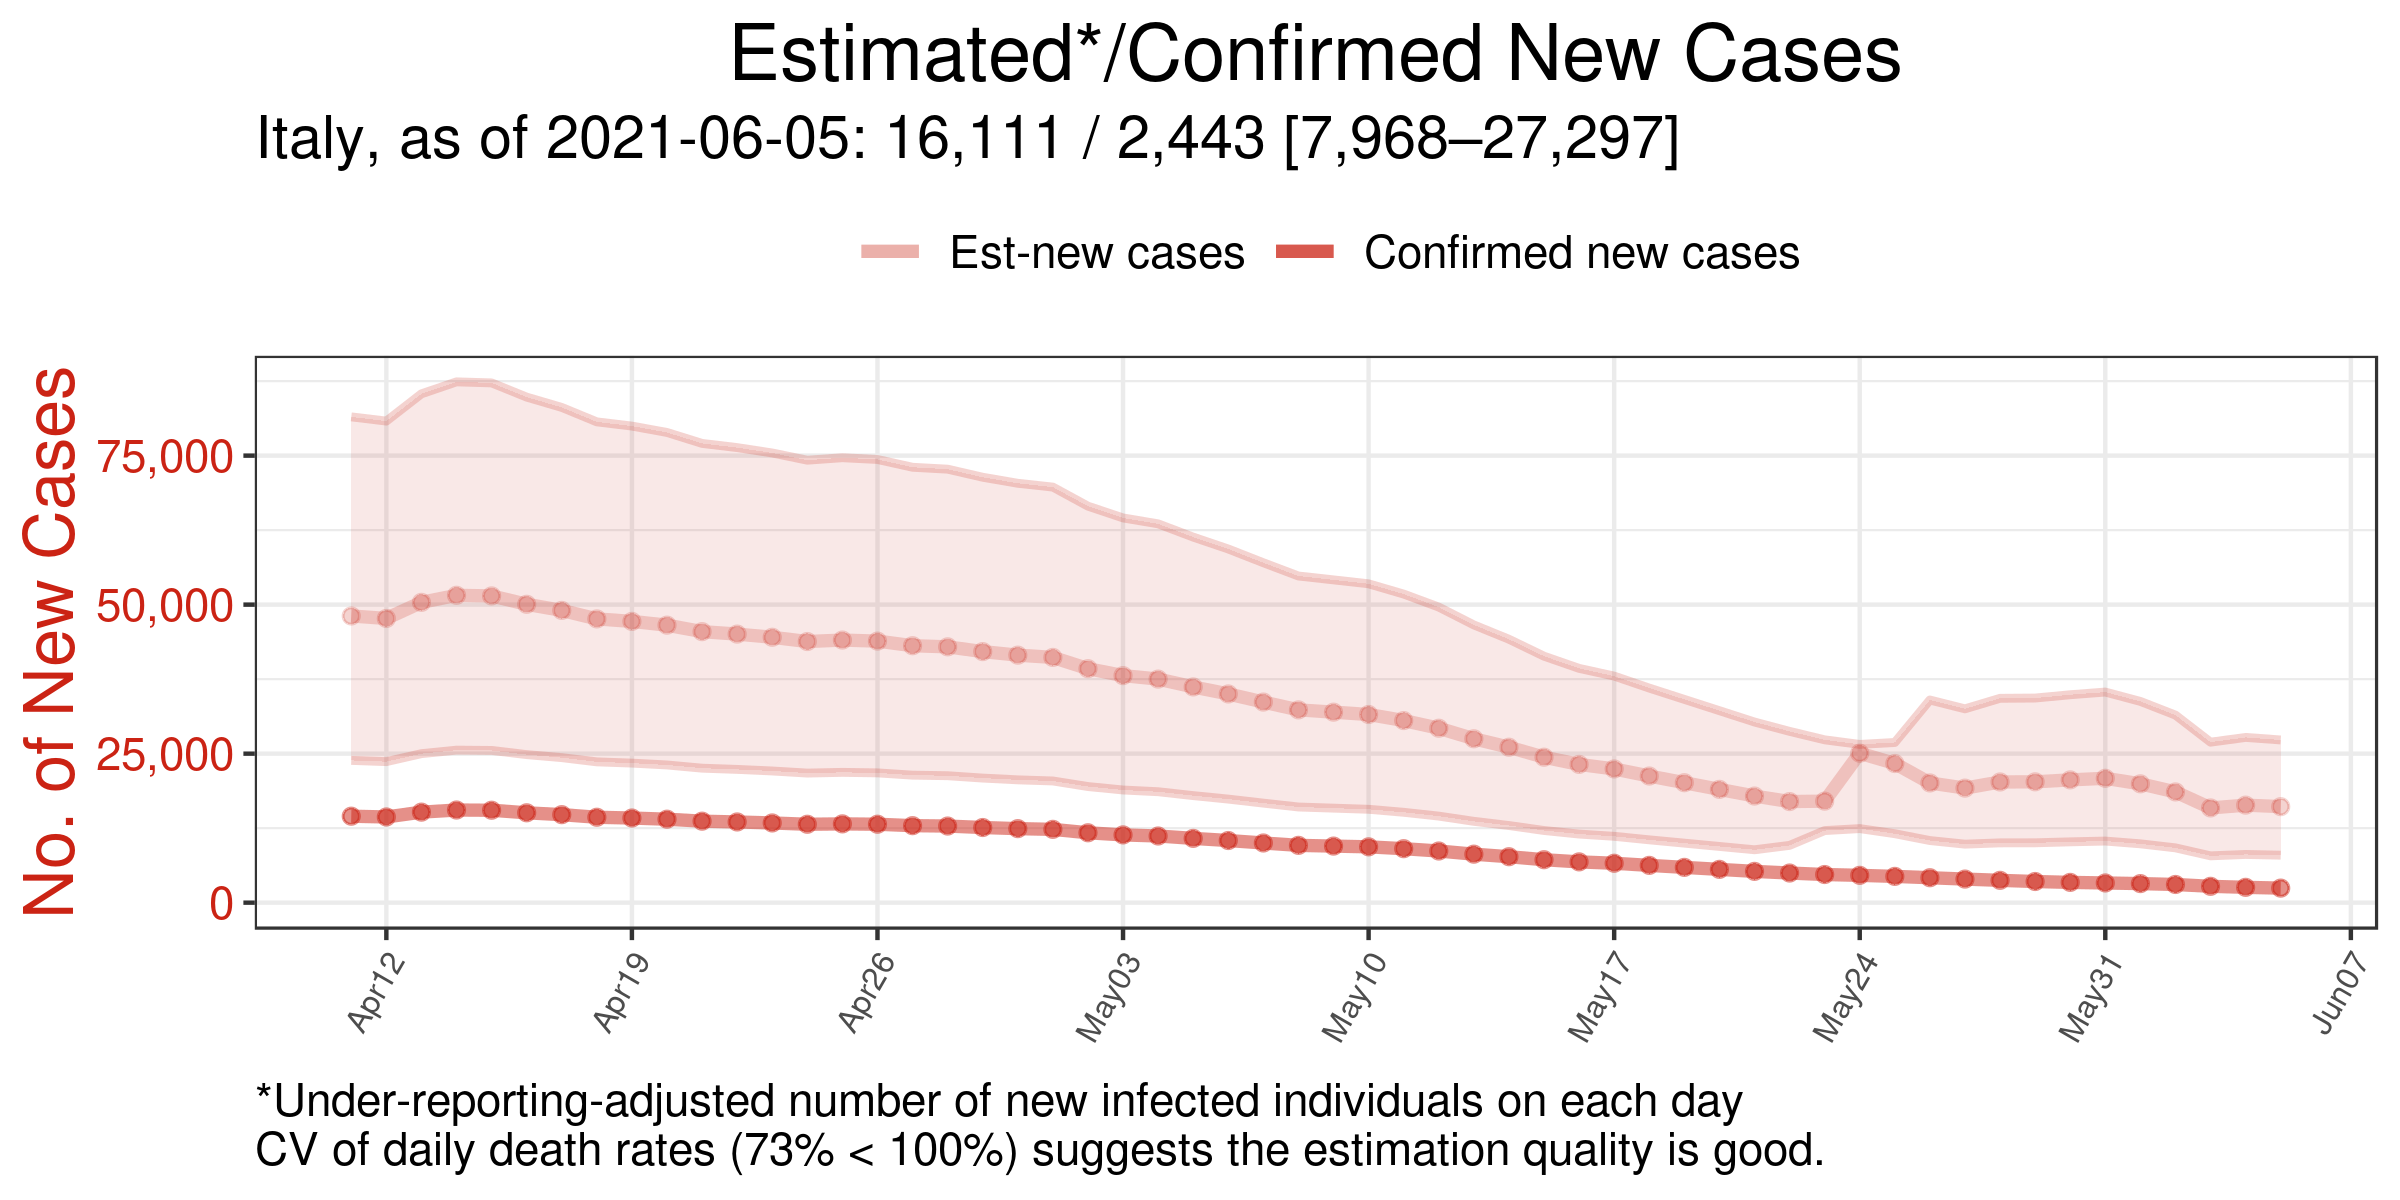 Estimated*/Confirmed New Cases
Italy, as of 2021-06-05: 16,111 / 2,443 [7,968–27,297]
Est-new cases
Confirmed new cases
No. of New Cases
75,000
50,000
25,000
0
Apr12
Apr19
Apr26
May03
May10
May17
May24
May31
Jun07
*Under-reporting-adjusted number of new infected individuals on each day
CV of daily death rates (73% < 100%) suggests the estimation quality is good.